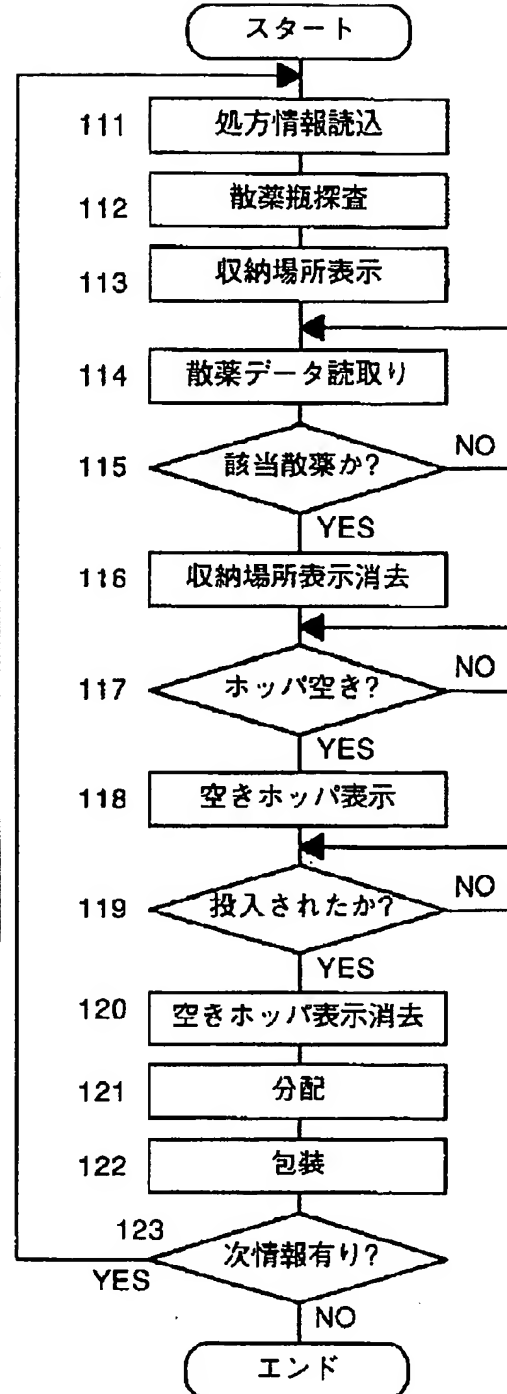 スタート
111 処方情報読込
112 散薬瓶探査
113 収納場所表示
114 散薬データ読取り
115 該当散薬か? NO
YES
116 収納場所表示消去
117 ホッパ空き? NO
YES
118 空きホッパ表示
119 投入されたか? NO
YES
120 空きホッパ表示消去
121 分配
122 包装
123 次情報有り?
YES
NO
エンド